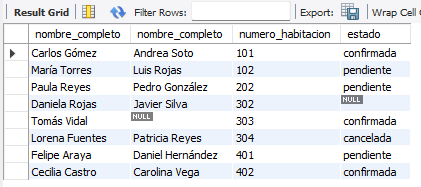 Result Grid Filter Rows: Export: Wrap Cell C
nombre_completo nombre_completo numero_habitacion estado
Carlos Gómez Andrea Soto 101 confirmada
María Torres Luis Rojas 102 pendiente
Paula Reyes Pedro González 202 pendiente
Daniela Rojas Javier Silva 302 NULL
Tomás Vidal NULL 303 confirmada
Lorena Fuentes Patricia Reyes 304 cancelada
Felipe Araya Daniel Hernández 401 pendiente
Cecilia Castro Carolina Vega 402 confirmada